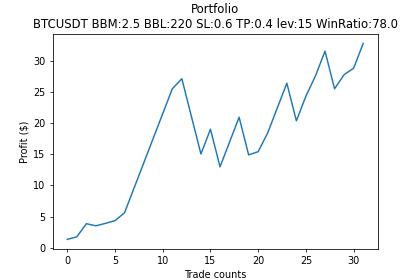 Portfolio
BTCUSDT BBM:2.5 BBL:220 SL:0.6 TP:0.4 lev:15 WinRatio:78.0
30
25
20
15
10
5
0
Profit ($)
0 5 10 15 20 25 30
Trade counts